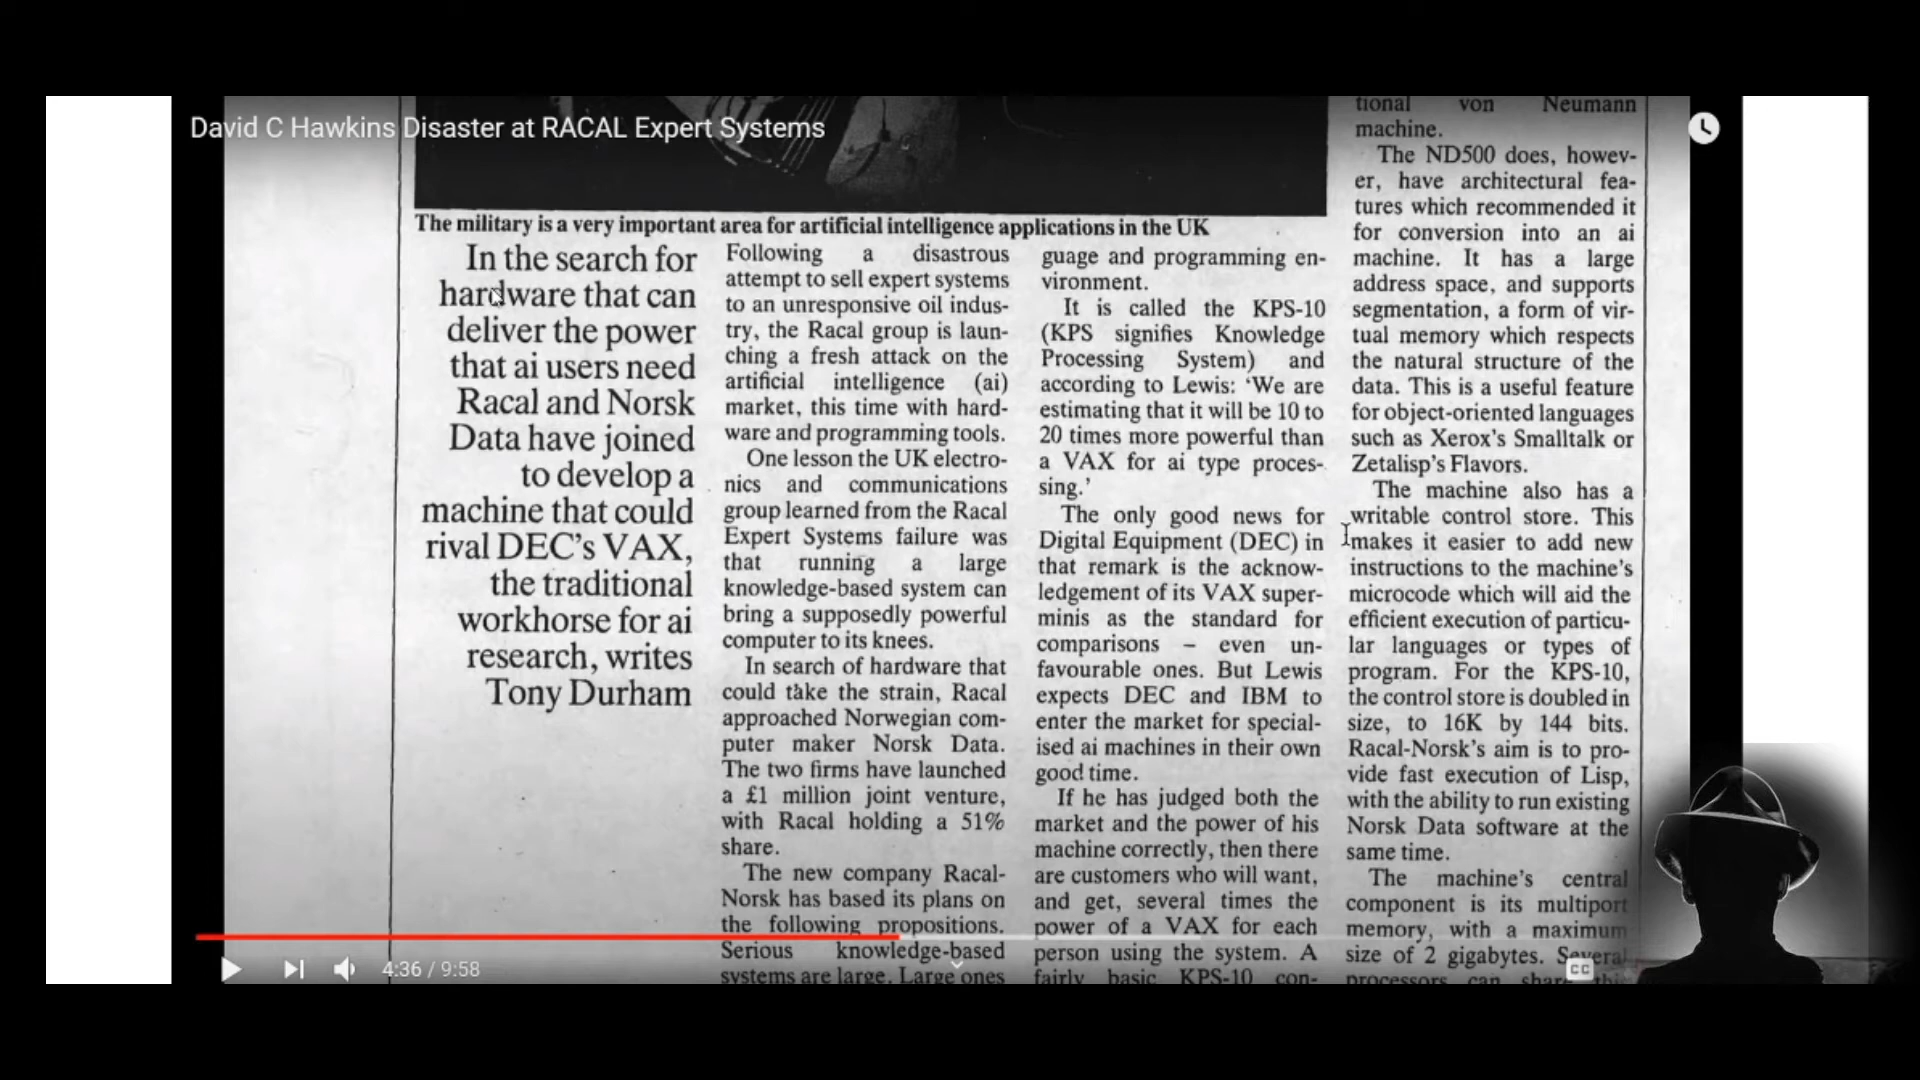 David C Hawkins Disaster at RACAL Expert Systems
The military is a very important area for artificial intelligence applications in the UK
In the search for
hardware that can
deliver the power
that ai users need
Racal and Norsk
Data have joined
to develop a
machine that could
rival DEC's VAX,
the traditional
workhorse for ai
research, writes
Tony Durham
Following a disastrous
attempt to sell expert systems
to an unresponsive oil indus-
try, the Racal group is laun-
ching a fresh attack on the
artificial intelligence (ai)
market, this time with hard-
ware and programming tools.
One lesson the UK electro-
nics and communications
group learned from the Racal
Expert Systems failure was
that running a large
knowledge-based system can
bring a supposedly powerful
computer to its knees.
In search of hardware that
could take the strain, Racal
approached Norwegian com-
puter maker Norsk Data.
The two firms have launched
a £1 million joint venture,
with Racal holding a 51%
share.
The new company Racal-
Norsk has based its plans on
the following propositions.
Serious knowledge-based
systems are large. Large ones
guage and programming en-
vironment.
It is called the KPS-10
(KPS signifies Knowledge
Processing System) and
according to Lewis: 'We are
estimating that it will be 10 to
20 times more powerful than
a VAX for ai type proces-
sing.'
The only good news for
Digital Equipment (DEC) in
that remark is the acknow-
ledgement of its VAX super-
minis as the standard for
comparisons – even un-
favourable ones. But Lewis
expects DEC and IBM to
enter the market for special-
ised ai machines in their own
good time.
If he has judged both the
market and the power of his
machine correctly, then there
are customers who will want,
and get, several times the
power of a VAX for each
person using the system. A
fairly basic KPS-10 con-
tional von Neumann
machine.
The ND500 does, howev-
er, have architectural fea-
tures which recommended it
for conversion into an ai
machine. It has a large
address space, and supports
segmentation, a form of vir-
tual memory which respects
the natural structure of the
data. This is a useful feature
for object-oriented languages
such as Xerox's Smalltalk or
Zetalisp's Flavors.
The machine also has a
writable control store. This
makes it easier to add new
instructions to the machine's
microcode which will aid the
efficient execution of particu-
lar languages or types of
program. For the KPS-10,
the control store is doubled in
size, to 16K by 144 bits.
Racal-Norsk's aim is to pro-
vide fast execution of Lisp,
with the ability to run existing
Norsk Data software at the
same time.
The machine's central
component is its multiport
memory, with a maximum
size of 2 gigabytes. Several
processors can share this
4:36 / 9:58
CC